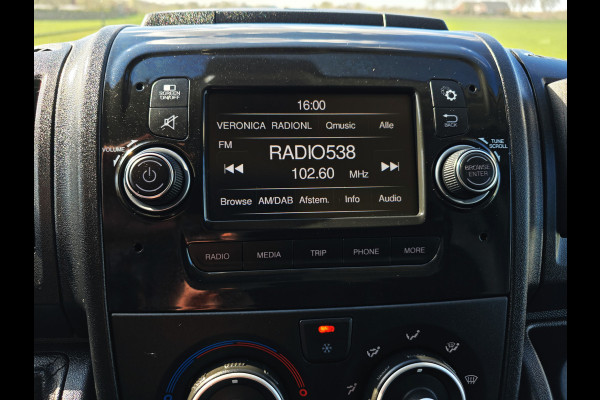 SCREEN
ON/OFF
16:00
VERONICA RADIONL Qmusic Alle
FM
RADIO538
102.60 MHz
Browse AM/DAB Afstem. Info Audio
BACK
VOLUME
TUNE
SCROLL
BROWSE
ENTER
RADIO MEDIA TRIP PHONE MORE